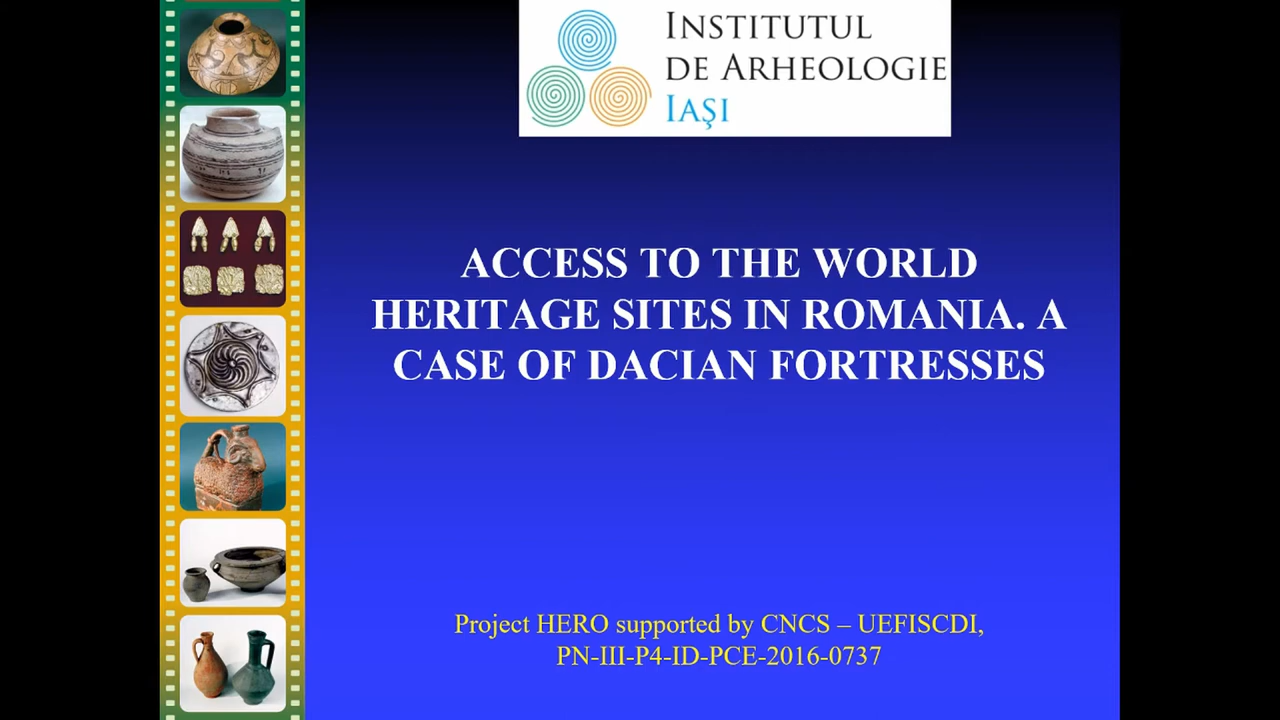 INSTITUTUL
DE ARHEOLOGIE
IAŞI
ACCESS TO THE WORLD
HERITAGE SITES IN ROMANIA. A
CASE OF DACIAN FORTRESSES
Project HERO supported by CNCS – UEFISCDI,
PN-III-P4-ID-PCE-2016-0737